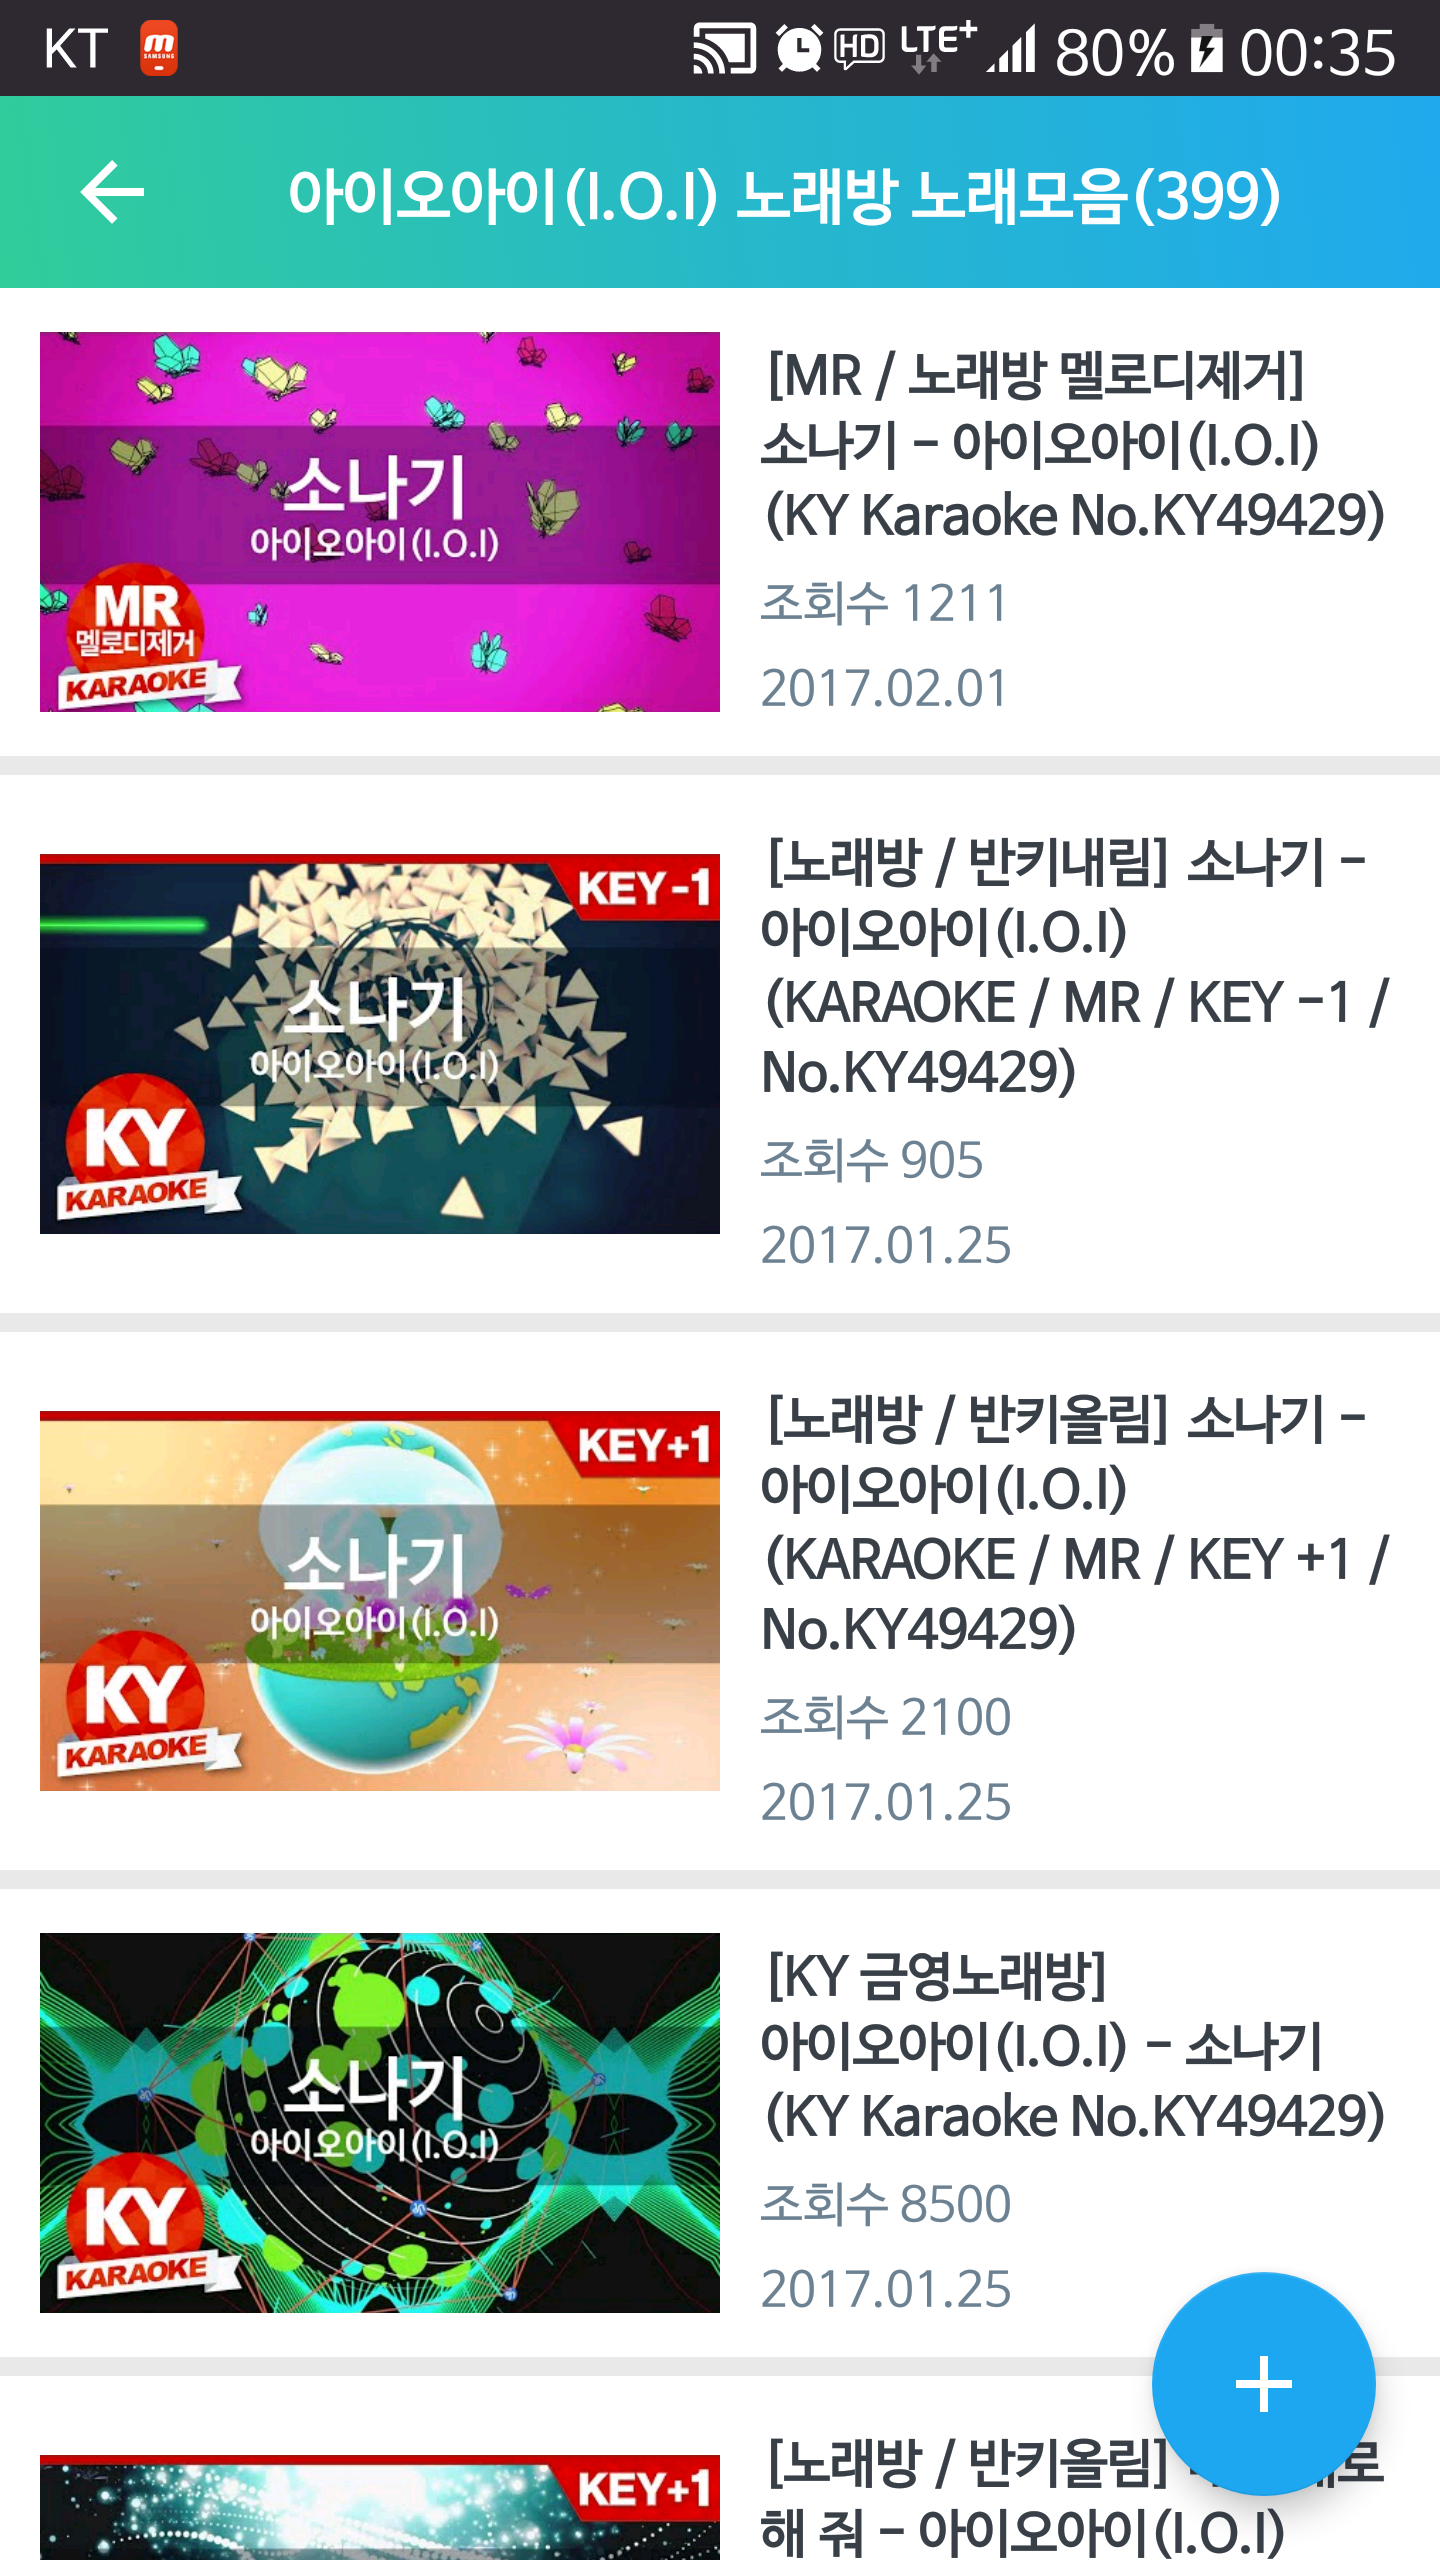 KT
HD LTE+ 80% 00:35
아이오아이(I.O.I) 노래방 노래모음(399)
소나기
아이오아이(I.O.I)
MR
멜로디제거
KARAOKE
[MR / 노래방 멜로디제거]
소나기 - 아이오아이(I.O.I)
(KY Karaoke No.KY49429)
조회수 1211
2017.02.01
KEY-1
소나기
아이오아이(I.O.I)
KY
KARAOKE
[노래방 / 반키내림] 소나기 -
아이오아이(I.O.I)
(KARAOKE / MR / KEY -1 /
No.KY49429)
조회수 905
2017.01.25
KEY+1
소나기
아이오아이(I.O.I)
KY
KARAOKE
[노래방 / 반키올림] 소나기 -
아이오아이(I.O.I)
(KARAOKE / MR / KEY +1 /
No.KY49429)
조회수 2100
2017.01.25
소나기
아이오아이(I.O.I)
KY
KARAOKE
[KY 금영노래방]
아이오아이(I.O.I) - 소나기
(KY Karaoke No.KY49429)
조회수 8500
2017.01.25
KEY+1
[노래방 / 반키올림]
해 줘 - 아이오아이(I.O.I)